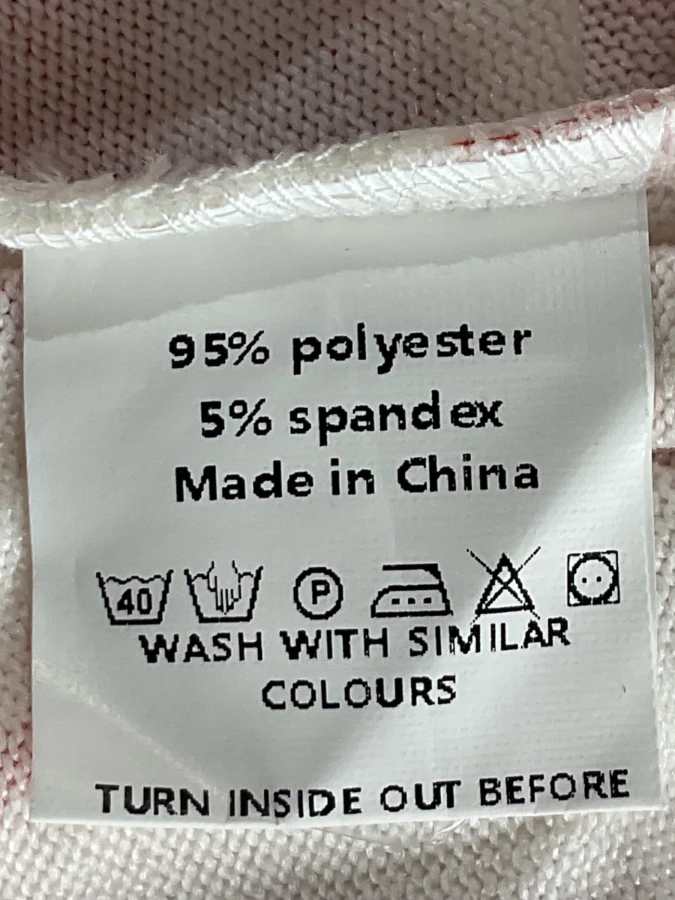 95% polyester
5% spandex
Made in China
40 P
WASH WITH SIMILAR
COLOURS
TURN INSIDE OUT BEFORE